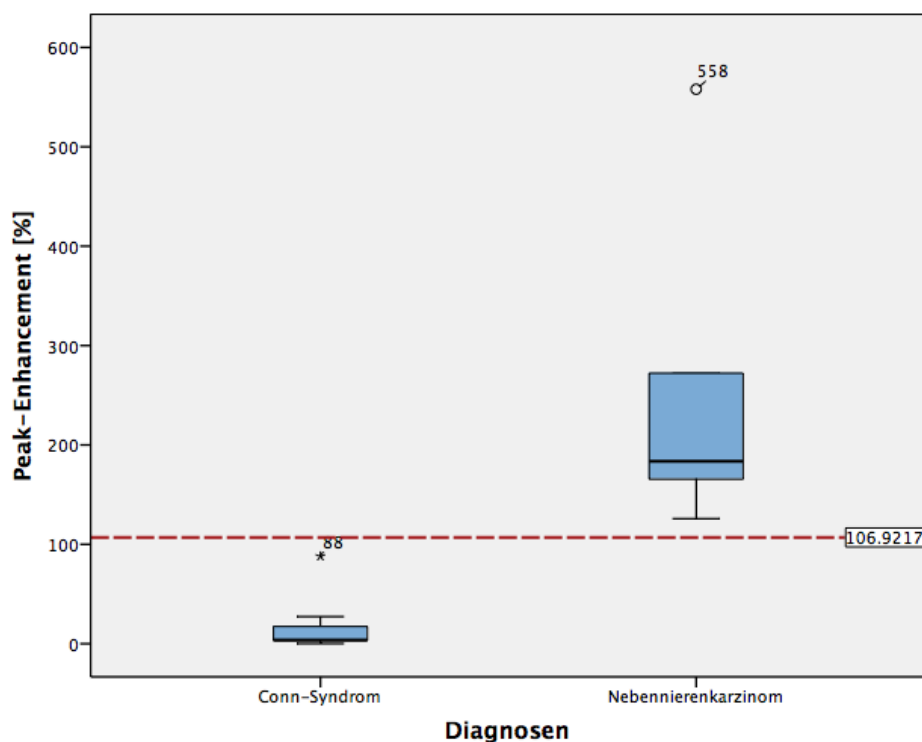 600
558
500
400
300
200
100
0
88
106.9217
Peak-Enhancement [%]
Conn-Syndrom
Nebennierenkarzinom
Diagnosen